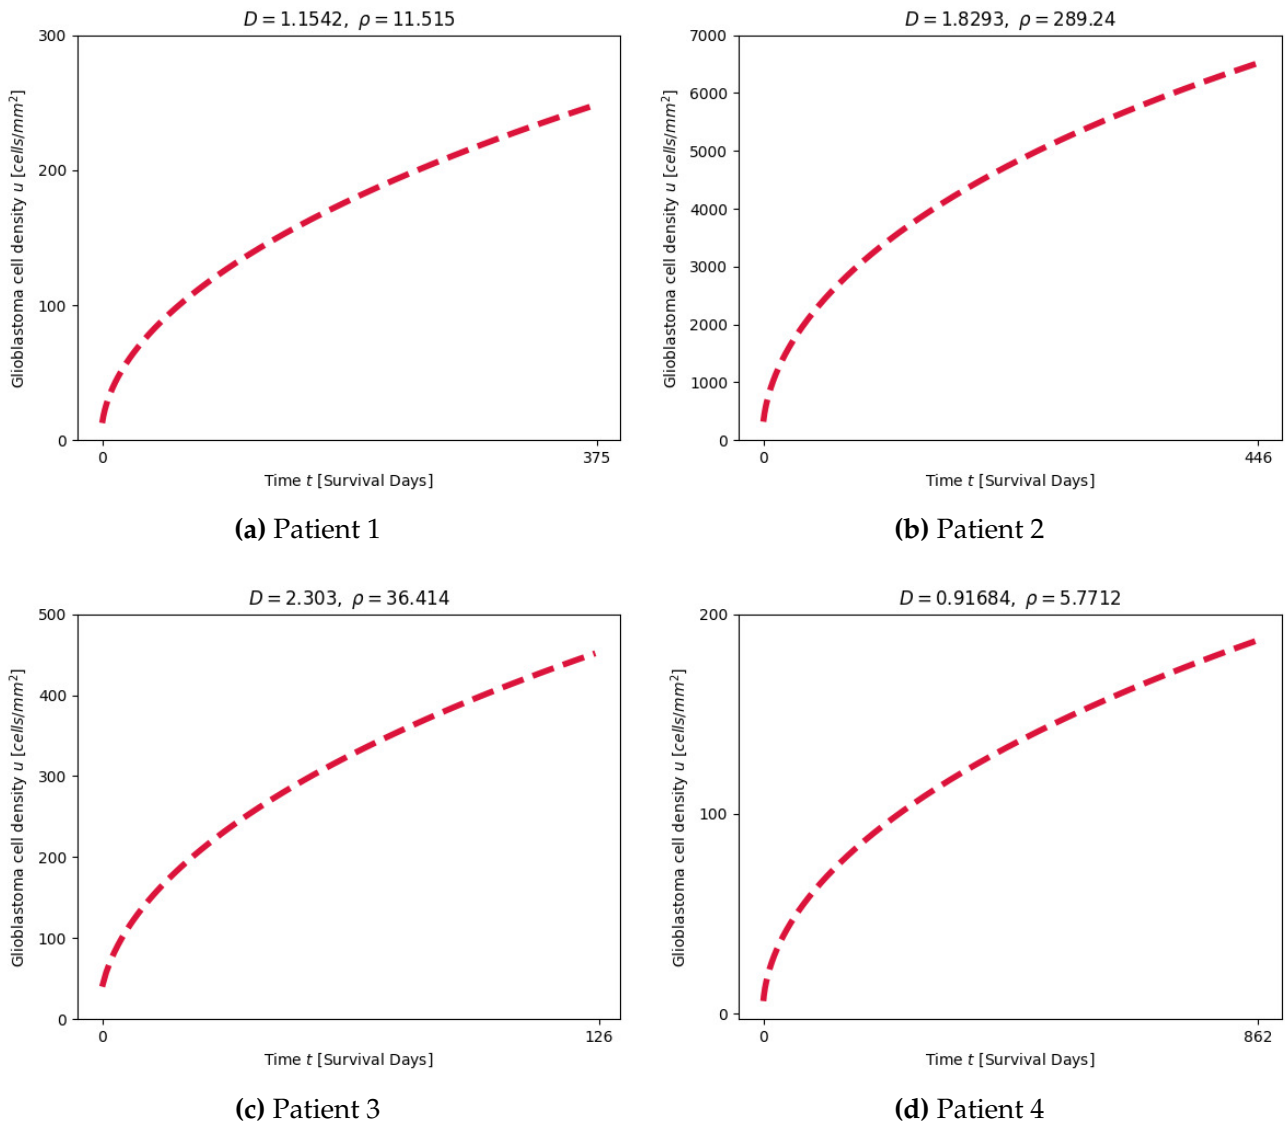 D = 1.1542, ρ = 11.515
300
200
100
0
Glioblastoma cell density u [cells/mm²]
0 375
Time t [Survival Days]
(a) Patient 1
D = 1.8293, ρ = 289.24
7000
6000
5000
4000
3000
2000
1000
0
Glioblastoma cell density u [cells/mm²]
0 446
Time t [Survival Days]
(b) Patient 2
D = 2.303, ρ = 36.414
500
400
300
200
100
0
Glioblastoma cell density u [cells/mm²]
0 126
Time t [Survival Days]
(c) Patient 3
D = 0.91684, ρ = 5.7712
200
100
0
Glioblastoma cell density u [cells/mm²]
0 862
Time t [Survival Days]
(d) Patient 4